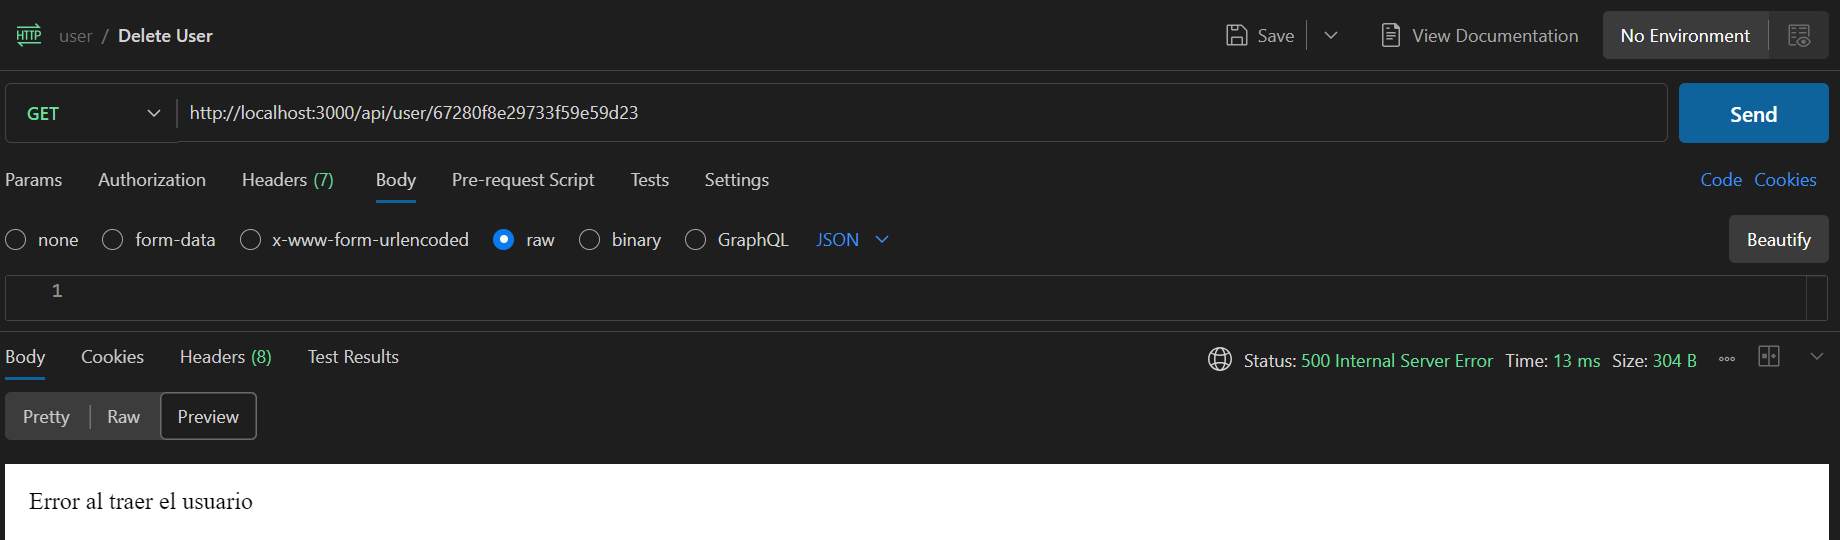 HTTP user / Delete User Save View Documentation No Environment
GET http://localhost:3000/api/user/67280f8e29733f59e59d23 Send
Params Authorization Headers (7) Body Pre-request Script Tests Settings Code Cookies
none form-data x-www-form-urlencoded raw binary GraphQL JSON Beautify
1
Body Cookies Headers (8) Test Results Status: 500 Internal Server Error Time: 13 ms Size: 304 B
Pretty Raw Preview
Error al traer el usuario